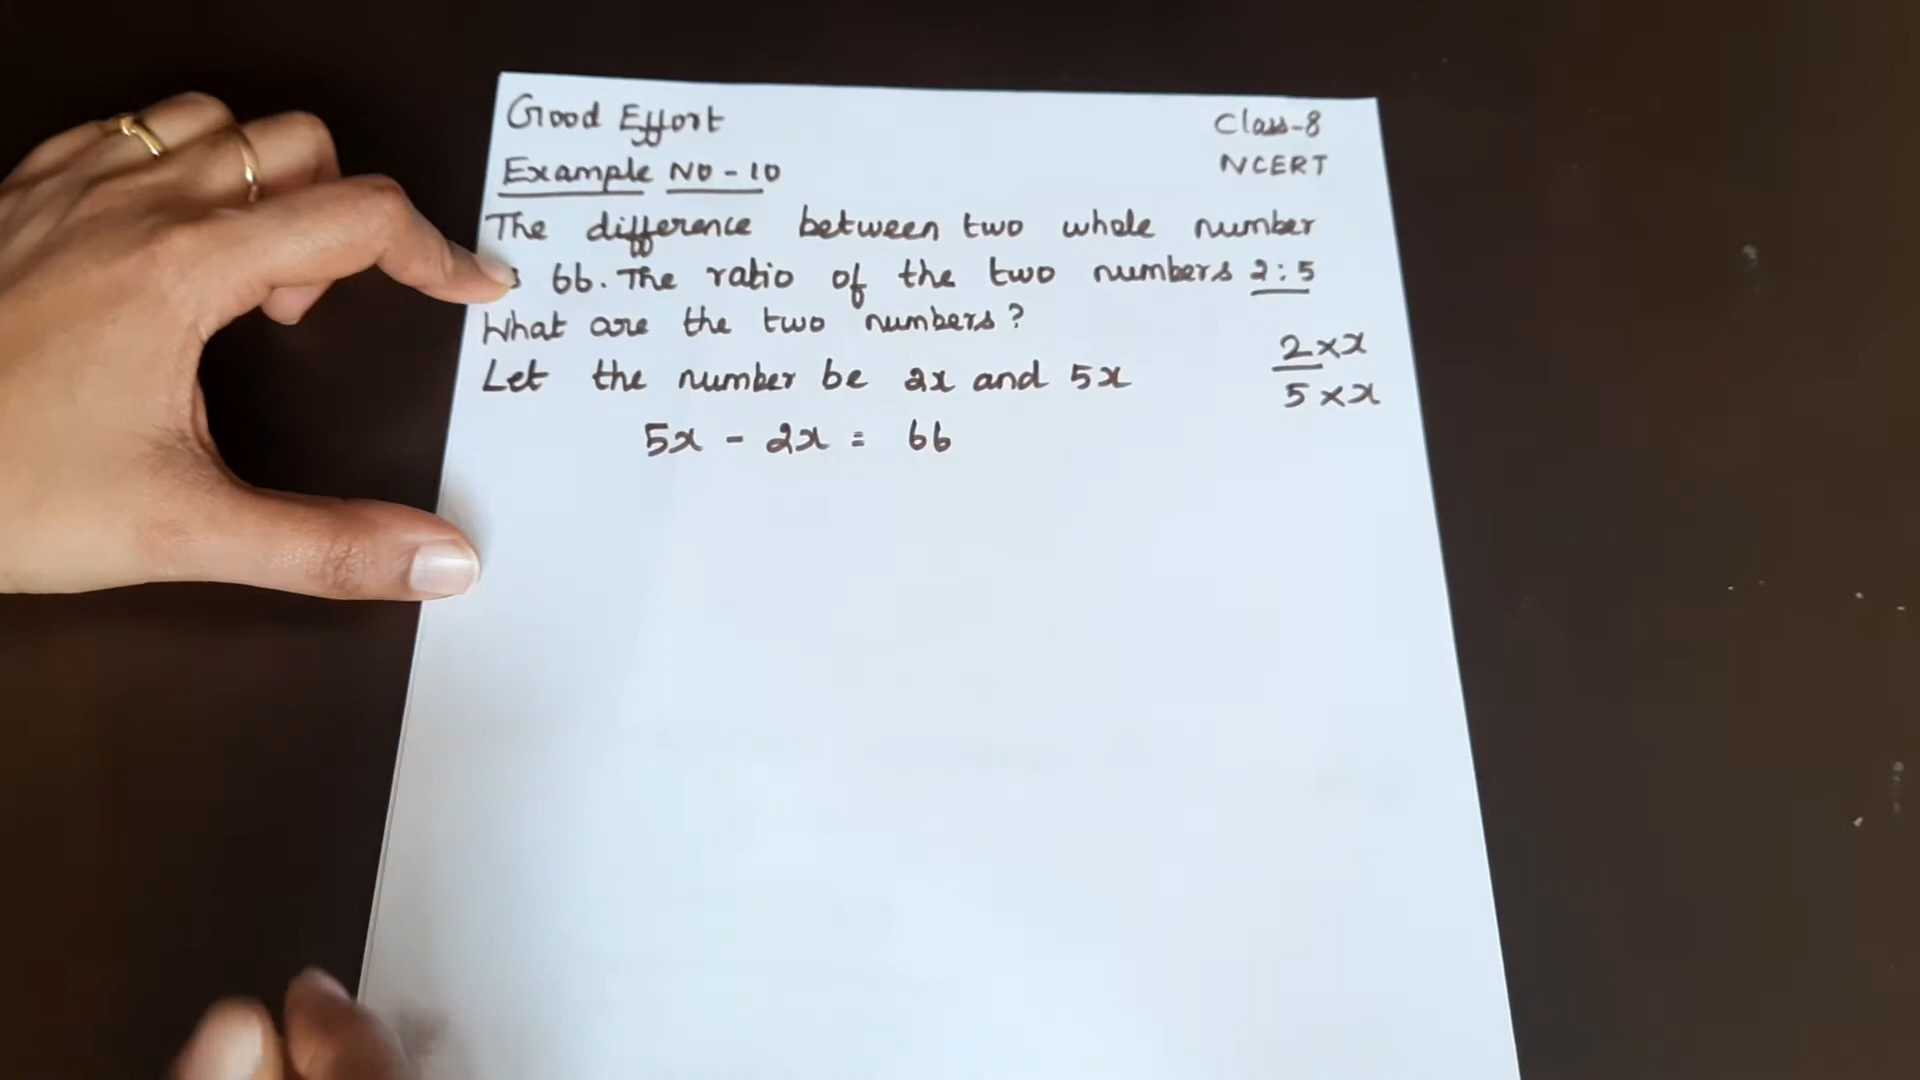 Good Effort
Class-8
Example NO - 10
NCERT
The difference between two whole number
66. The ratio of the two numbers 2 : 5
What are the two numbers?
2 x x
Let the number be 2x and 5x
5 x x
5x - 2x = 66